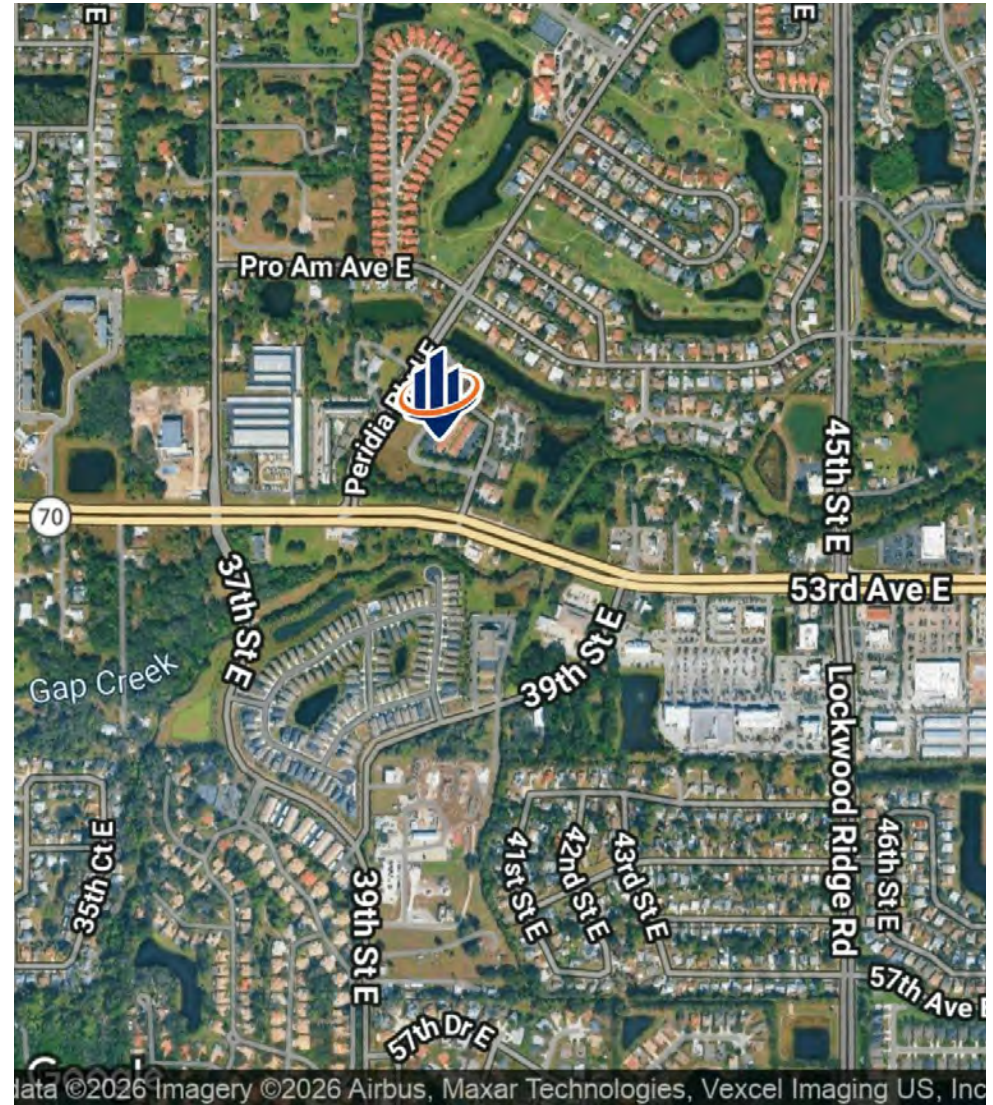 E
E
Pro Am Ave E
Peridia
E
45th St E
70
53rd Ave E
37th St E
39th St E
Gap Creek
Lockwood Ridge Rd
35th Ct E
41st St E
42nd St E
43rd St E
46th St E
39th St E
57th Ave E
57th Dr E
Google
data ©2026 Imagery ©2026 Airbus, Maxar Technologies, Vexcel Imaging US, Inc